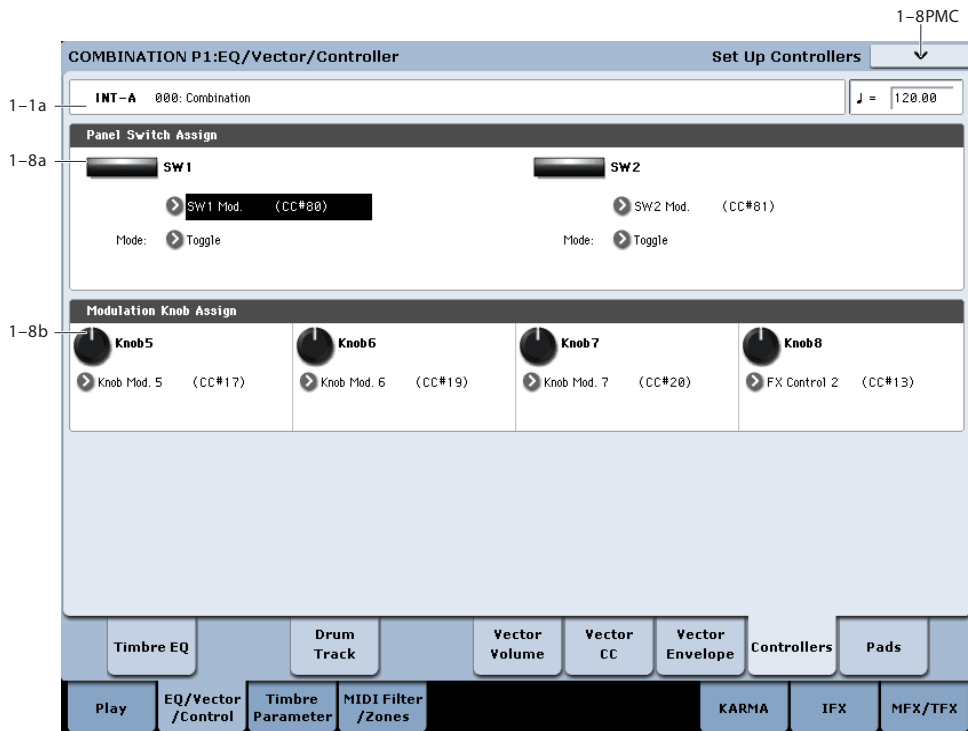 1-8PMC
COMBINATION P1:EQ/Vector/Controller Set Up Controllers
1-1a INT-A 000: Combination ♩ = 120.00
Panel Switch Assign
1-8a SW1 SW2
SW1 Mod. (CC#80) SW2 Mod. (CC#81)
Mode: Toggle Mode: Toggle
Modulation Knob Assign
1-8b Knob5 Knob6 Knob7 Knob8
Knob Mod. 5 (CC#17) Knob Mod. 6 (CC#19) Knob Mod. 7 (CC#20) FX Control 2 (CC#13)
Timbre EQ Drum Track Vector Volume Vector CC Vector Envelope Controllers Pads
Play EQ/Vector /Control Timbre Parameter MIDI Filter /Zones KARMA IFX MFX/TFX